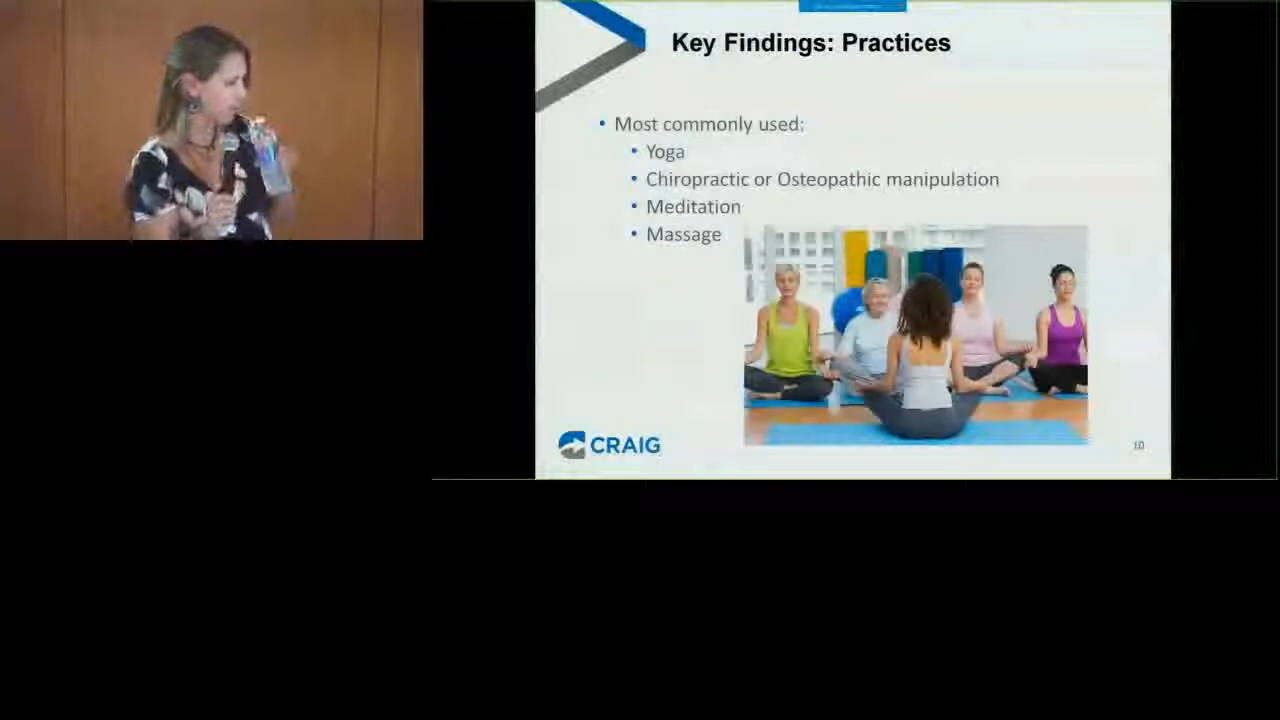 Key Findings: Practices
• Most commonly used:
• Yoga
• Chiropractic or Osteopathic manipulation
• Meditation
• Massage
CRAIG
10